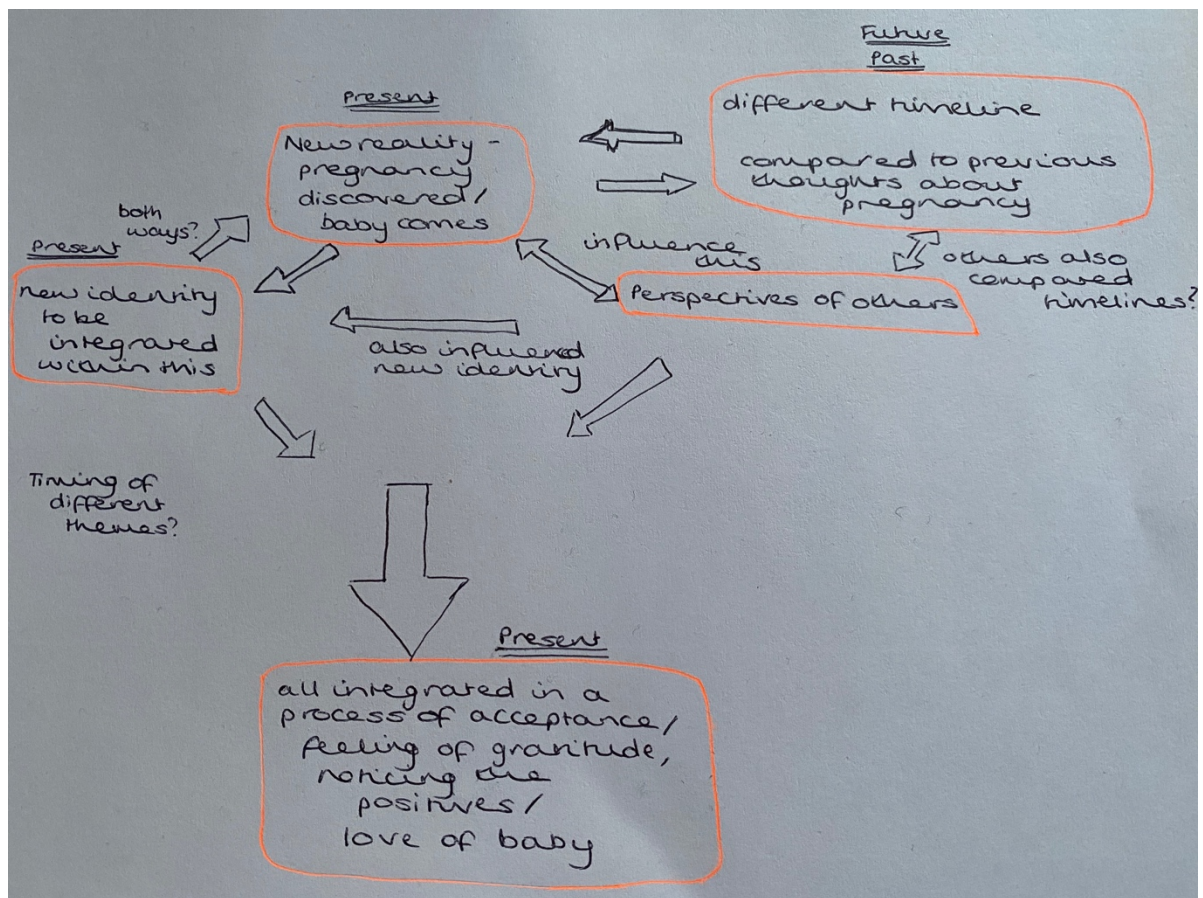 Future
Past
different timeline
compared to previous
thoughts about
pregnancy
Present
New reality -
pregnancy
discovered/
baby comes
both
ways?
Present
new identity
to be
integrated
within this
influence
this
Perspectives of others
others also
compared
timelines?
also influenced
new identity
Timing of
different
themes?
Present
all integrated in a
process of acceptance/
feeling of gratitude,
noticing the
positives/
love of baby